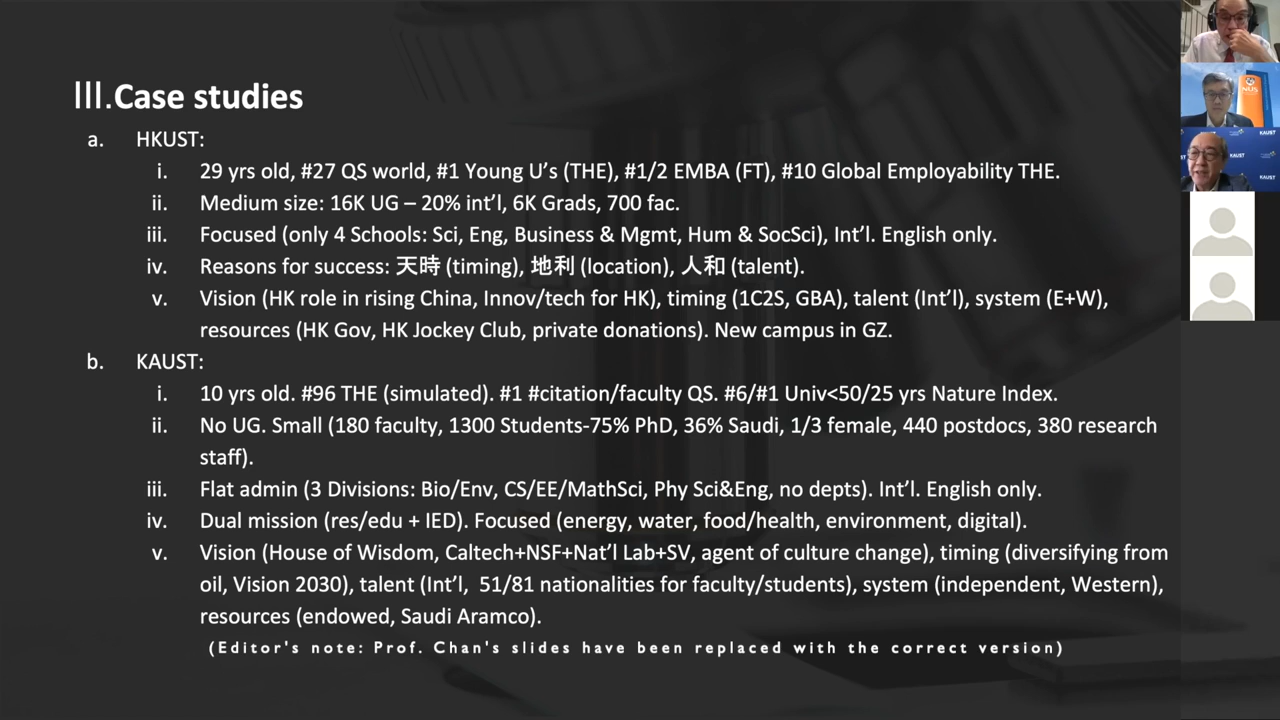 III.Case studies
a. HKUST:
i. 29 yrs old, #27 QS world, #1 Young U's (THE), #1/2 EMBA (FT), #10 Global Employability THE.
ii. Medium size: 16K UG – 20% int'l, 6K Grads, 700 fac.
iii. Focused (only 4 Schools: Sci, Eng, Business & Mgmt, Hum & SocSci), Int'l. English only.
iv. Reasons for success: 天時 (timing), 地利 (location), 人和 (talent).
v. Vision (HK role in rising China, Innov/tech for HK), timing (1C2S, GBA), talent (Int'l), system (E+W),
resources (HK Gov, HK Jockey Club, private donations). New campus in GZ.
b. KAUST:
i. 10 yrs old. #96 THE (simulated). #1 #citation/faculty QS. #6/#1 Univ<50/25 yrs Nature Index.
ii. No UG. Small (180 faculty, 1300 Students-75% PhD, 36% Saudi, 1/3 female, 440 postdocs, 380 research
staff).
iii. Flat admin (3 Divisions: Bio/Env, CS/EE/MathSci, Phy Sci&Eng, no depts). Int'l. English only.
iv. Dual mission (res/edu + IED). Focused (energy, water, food/health, environment, digital).
v. Vision (House of Wisdom, Caltech+NSF+Nat'l Lab+SV, agent of culture change), timing (diversifying from
oil, Vision 2030), talent (Int'l, 51/81 nationalities for faculty/students), system (independent, Western),
resources (endowed, Saudi Aramco).
(Editor's note: Prof. Chan's slides have been replaced with the correct version)
NUS
KAUST
KAUST
KAUST